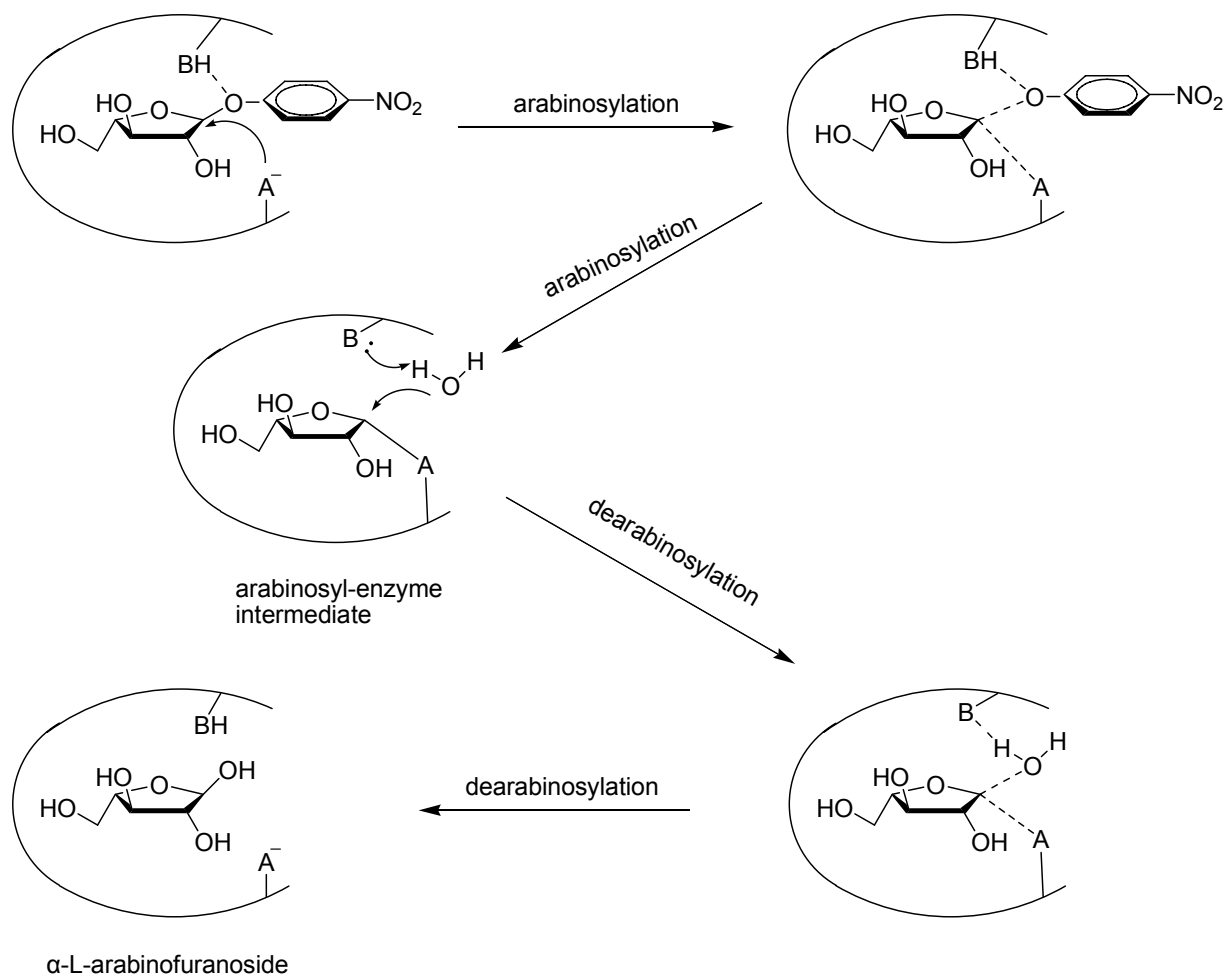 BH
O
NO2
HO
O
HO
OH
A–
arabinosylation
BH
O
NO2
HO
O
HO
OH
A
arabinosylation
B
H
H
O
HO
O
HO
OH
A
arabinosyl-enzyme
intermediate
dearabinosylation
BH
OH
HO
O
HO
OH
A–
dearabinosylation
B
H
H
O
HO
O
HO
OH
A
α-L-arabinofuranoside